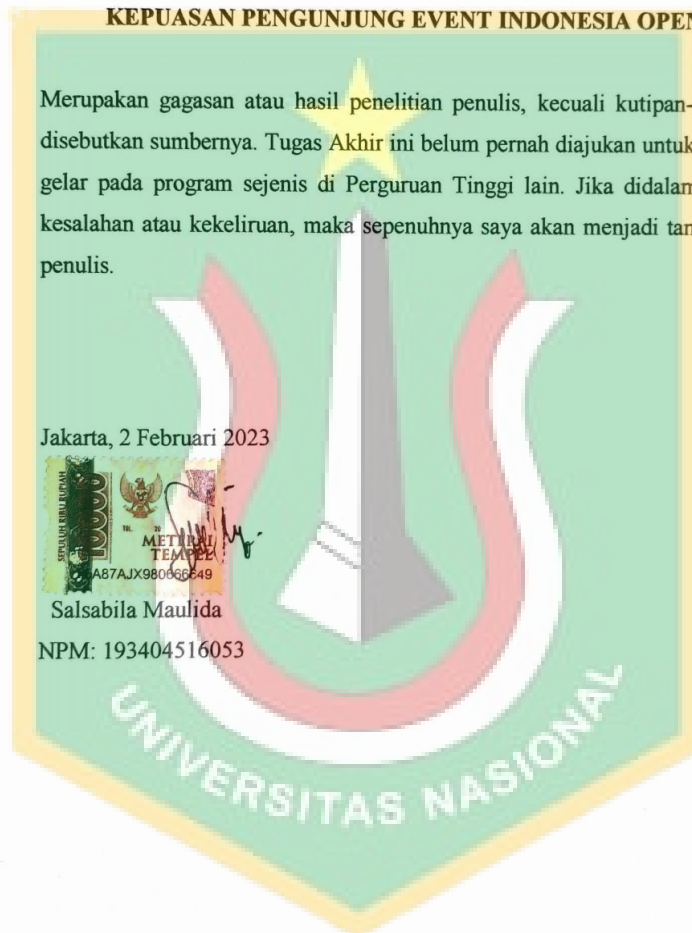 KEPUASAN PENGUNJUNG EVENT INDONESIA OPEN
Merupakan gagasan atau hasil penelitian penulis, kecuali kutipan-
disebutkan sumbernya. Tugas Akhir ini belum pernah diajukan untuk
gelar pada program sejenis di Perguruan Tinggi lain. Jika didalam
kesalahan atau kekeliruan, maka sepenuhnya saya akan menjadi tan
penulis.
Jakarta, 2 Februari 2023
SEPULUH RIBU RUPIAH
10000
TGL. 20
METERAI
TEMPEL
A87AJX980666649
Salsabila Maulida
NPM: 193404516053
UNIVERSITAS NASIONAL